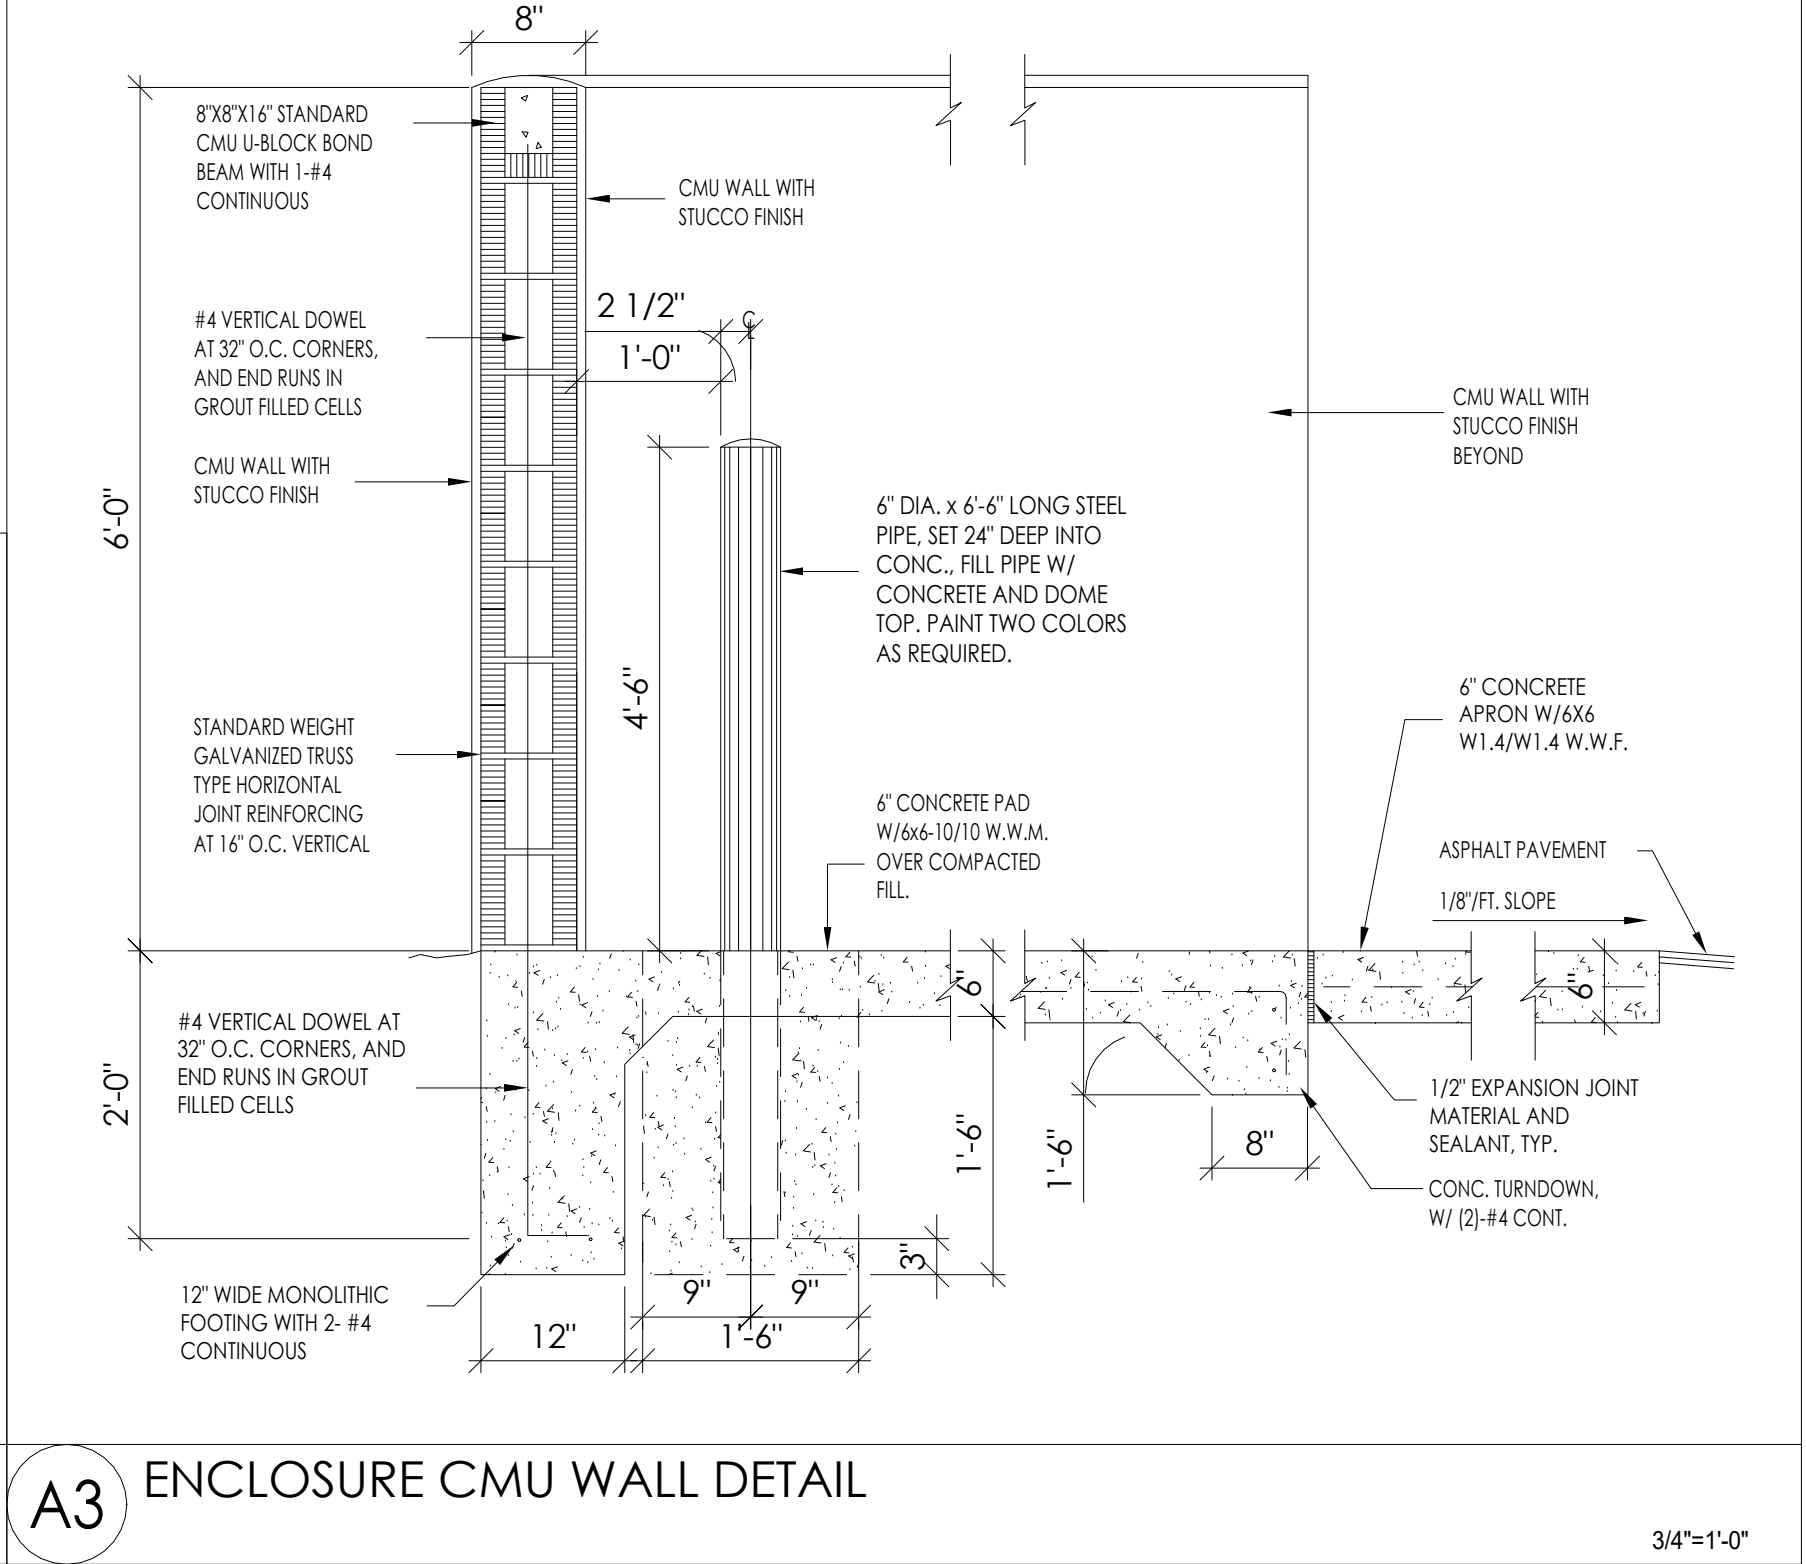 8"
8"X8"X16" STANDARD
CMU U-BLOCK BOND
BEAM WITH 1-#4
CONTINUOUS
CMU WALL WITH
STUCCO FINISH
2 1/2"
℄
1'-0"
#4 VERTICAL DOWEL
AT 32" O.C. CORNERS,
AND END RUNS IN
GROUT FILLED CELLS
CMU WALL WITH
STUCCO FINISH
BEYOND
CMU WALL WITH
STUCCO FINISH
6'-0"
6" DIA. x 6'-6" LONG STEEL
PIPE, SET 24" DEEP INTO
CONC., FILL PIPE W/
CONCRETE AND DOME
TOP. PAINT TWO COLORS
AS REQUIRED.
4'-6"
6" CONCRETE
APRON W/6X6
W1.4/W1.4 W.W.F.
STANDARD WEIGHT
GALVANIZED TRUSS
TYPE HORIZONTAL
JOINT REINFORCING
AT 16" O.C. VERTICAL
6" CONCRETE PAD
W/6x6-10/10 W.W.M.
OVER COMPACTED
FILL.
ASPHALT PAVEMENT
1/8"/FT. SLOPE
6"
6"
#4 VERTICAL DOWEL AT
32" O.C. CORNERS, AND
END RUNS IN GROUT
FILLED CELLS
2'-0"
1'-6"
1'-6"
8"
1/2" EXPANSION JOINT
MATERIAL AND
SEALANT, TYP.
CONC. TURNDOWN,
W/ (2)-#4 CONT.
3"
12" WIDE MONOLITHIC
FOOTING WITH 2- #4
CONTINUOUS
9"
9"
12"
1'-6"
A3
ENCLOSURE CMU WALL DETAIL
3/4"=1'-0"